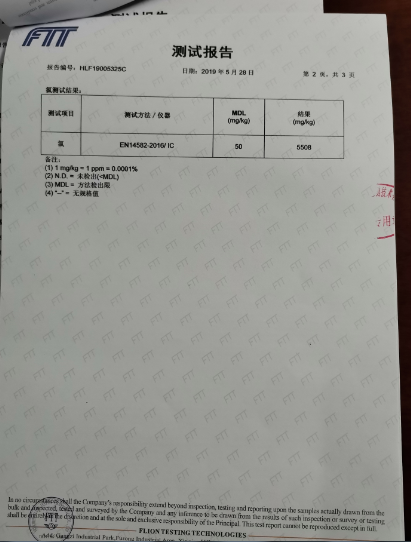 FTT
测试报告
报告编号：HLF19005325C 日期：2019 年 5 月 28 日 第 2 页，共 3 页
氯测试结果：
测试项目 测试方法 / 仪器 MDL (mg/kg) 结果 (mg/kg)
氯 EN14582-2016/ IC 50 5508
备注：
(1) 1 mg/kg = 1 ppm = 0.0001%
(2) N.D. = 未检出(<MDL)
(3) MDL = 方法检出限
(4) "--" = 无规格值
In no circumstances shall the Company's responsibility extend beyond inspection, testing and reporting upon the samples actually drawn from the
bulk and tested and surveyed by the Company and any inference to be drawn from the results of such inspection or survey or testing
shall be discretion and at the sole and exclusive responsibility of the Principal. This test report cannot be reproduced except in full.
FLION TESTING TECHNOLOGIES
Industrial Park,